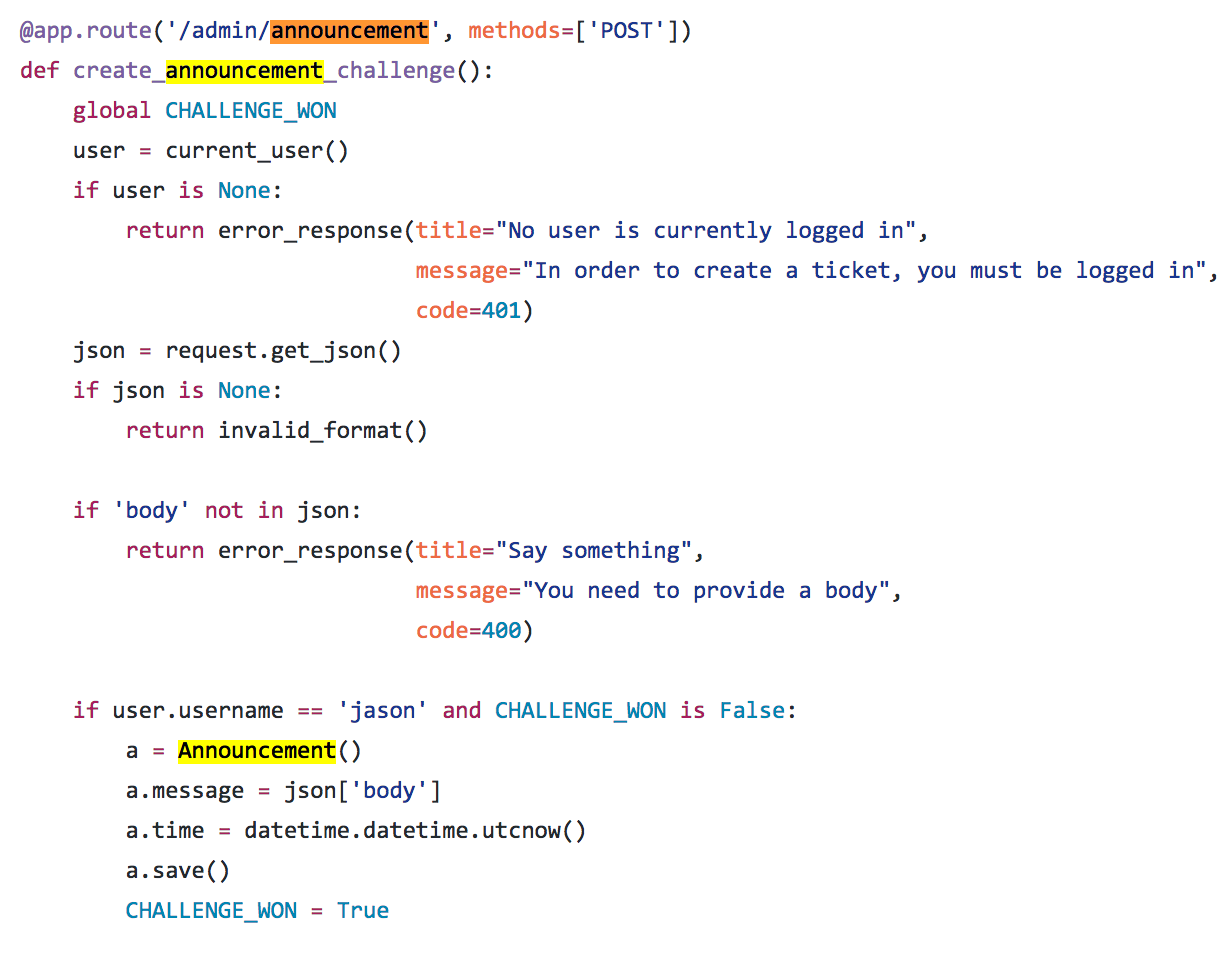 @app.route('/admin/announcement', methods=['POST'])
def create_announcement_challenge():
    global CHALLENGE_WON
    user = current_user()
    if user is None:
        return error_response(title="No user is currently logged in",
                              message="In order to create a ticket, you must be logged in",
                              code=401)
    json = request.get_json()
    if json is None:
        return invalid_format()

    if 'body' not in json:
        return error_response(title="Say something",
                              message="You need to provide a body",
                              code=400)

    if user.username == 'jason' and CHALLENGE_WON is False:
        a = Announcement()
        a.message = json['body']
        a.time = datetime.datetime.utcnow()
        a.save()
        CHALLENGE_WON = True